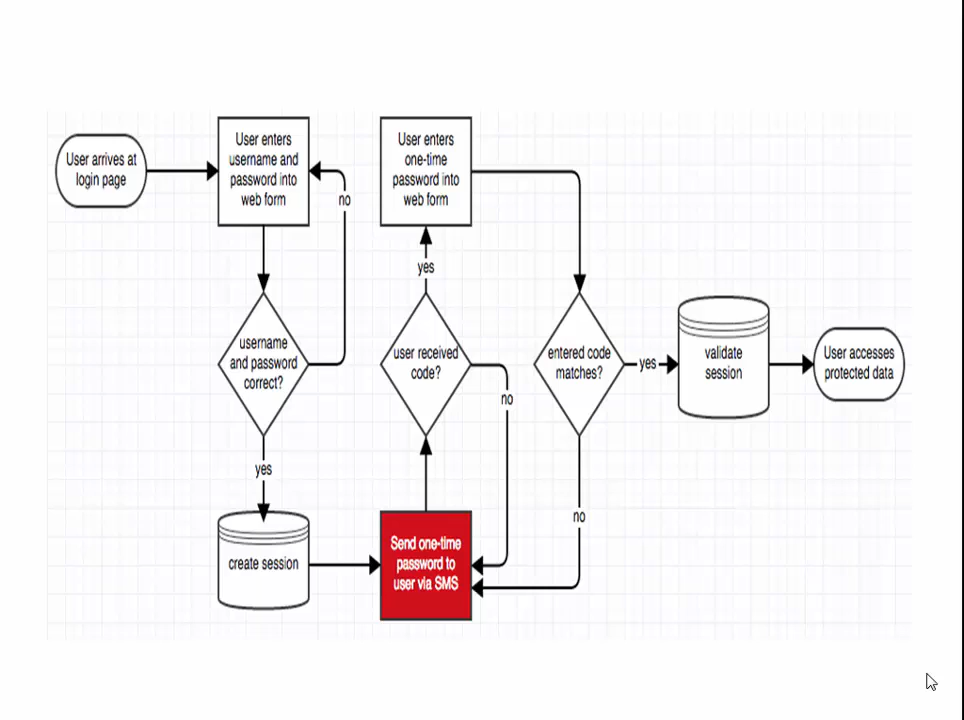 User arrives at
login page
User enters
username and
password into
web form
no
username
and password
correct?
yes
create session
Send one-time
password to
user via SMS
user received
code?
no
yes
User enters
one-time
password into
web form
entered code
matches?
no
yes
validate
session
User accesses
protected data